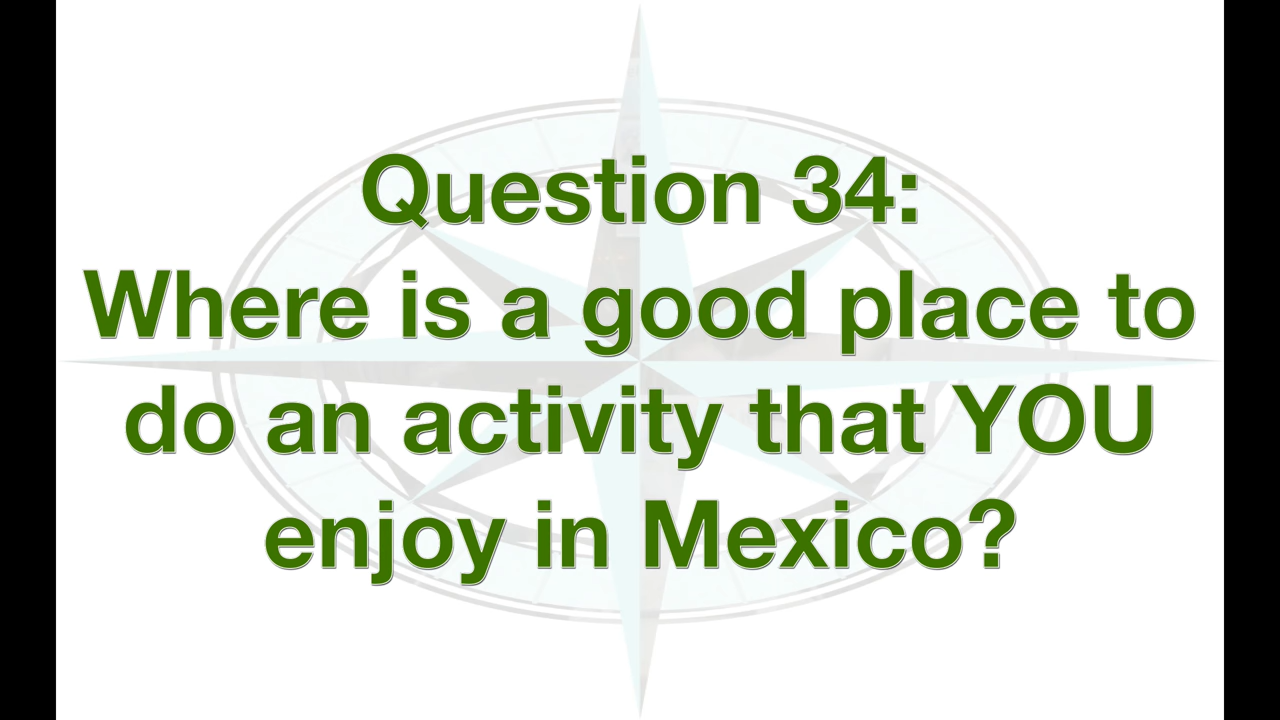 Question 34:
Where is a good place to
do an activity that YOU
enjoy in Mexico?